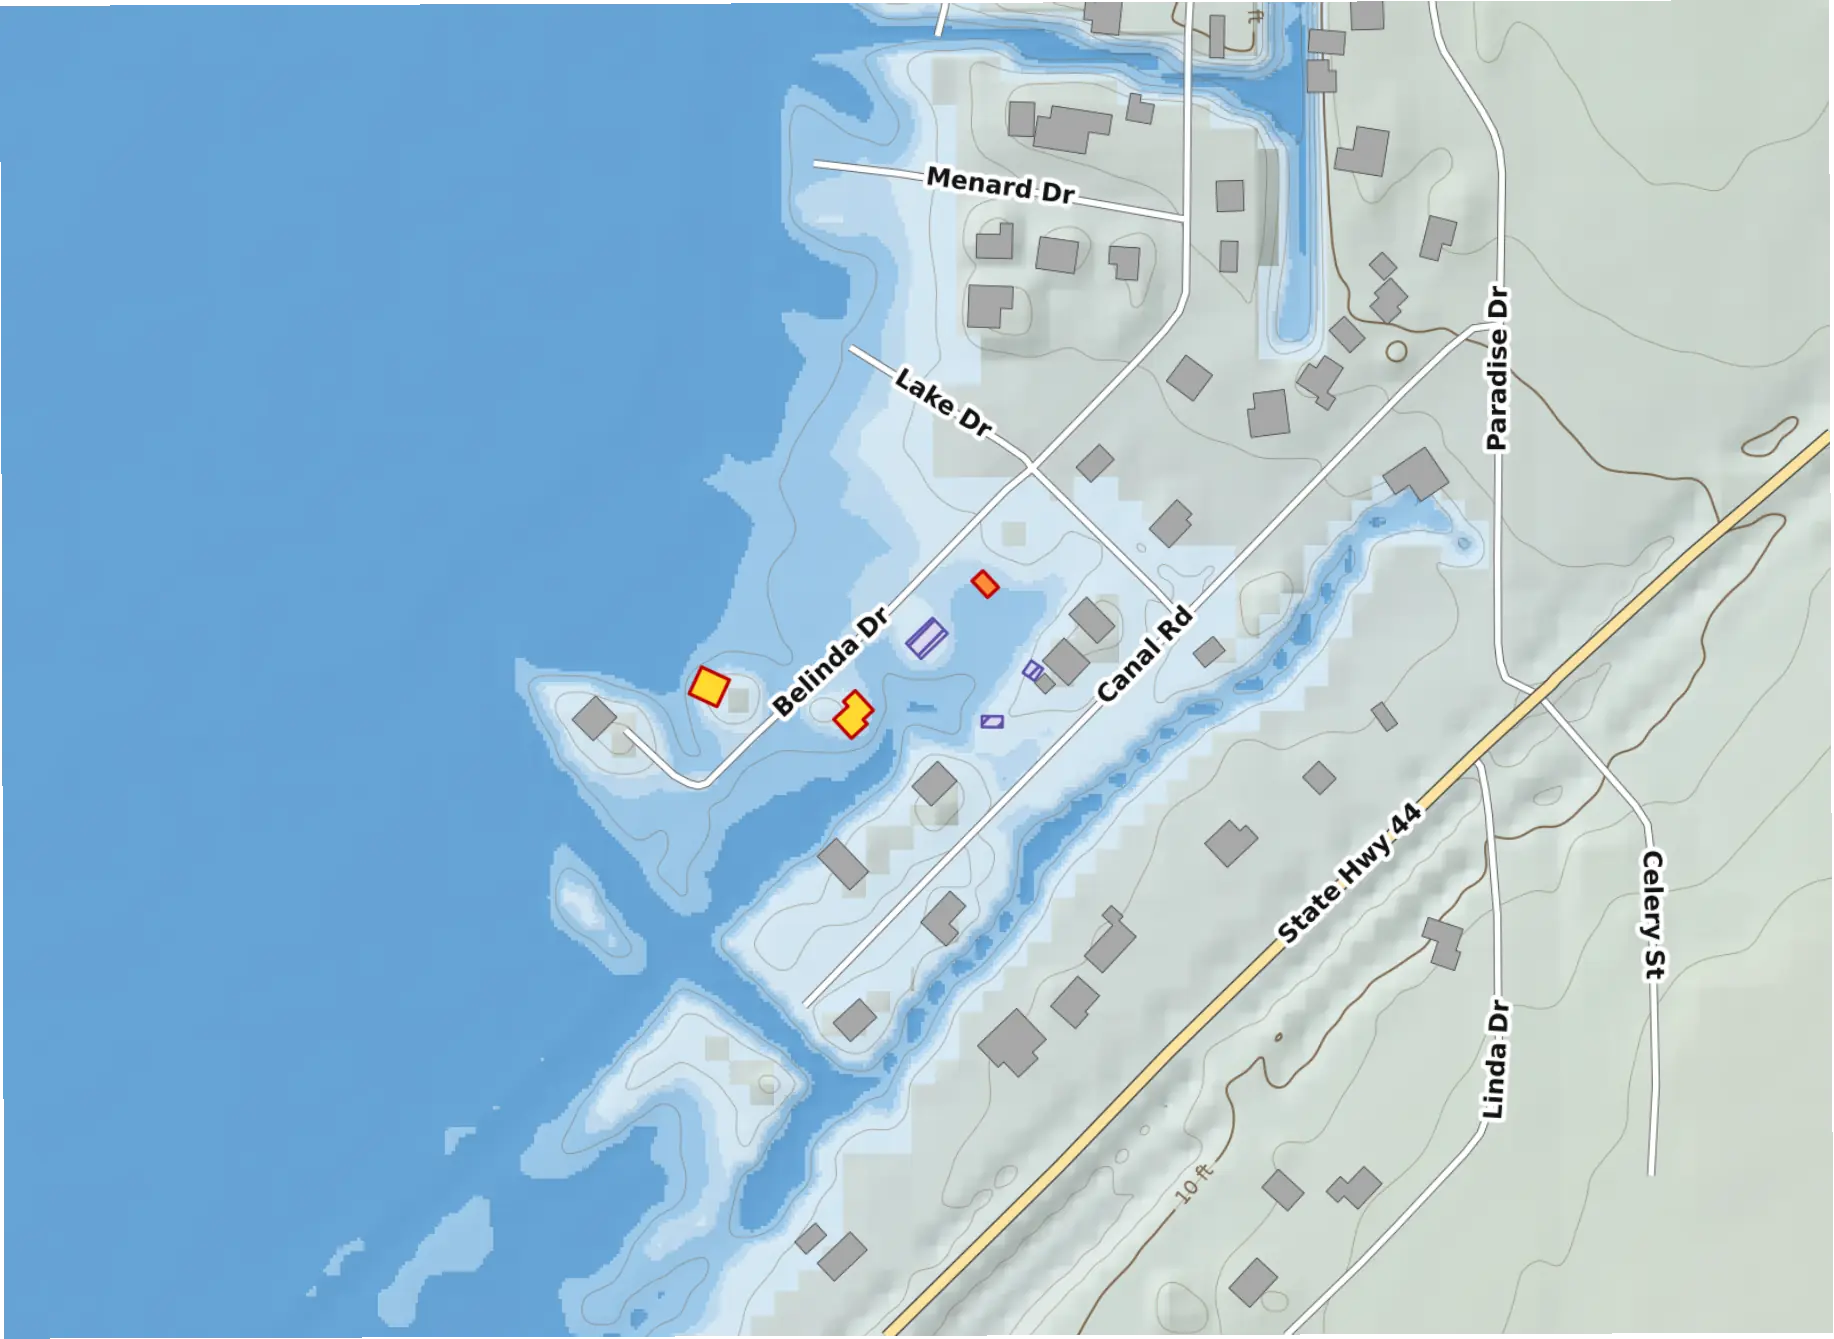 ft
Menard Dr
Lake Dr
Paradise Dr
Belinda Dr
Canal Rd
State Hwy 44
Celery St
Linda Dr
10 ft